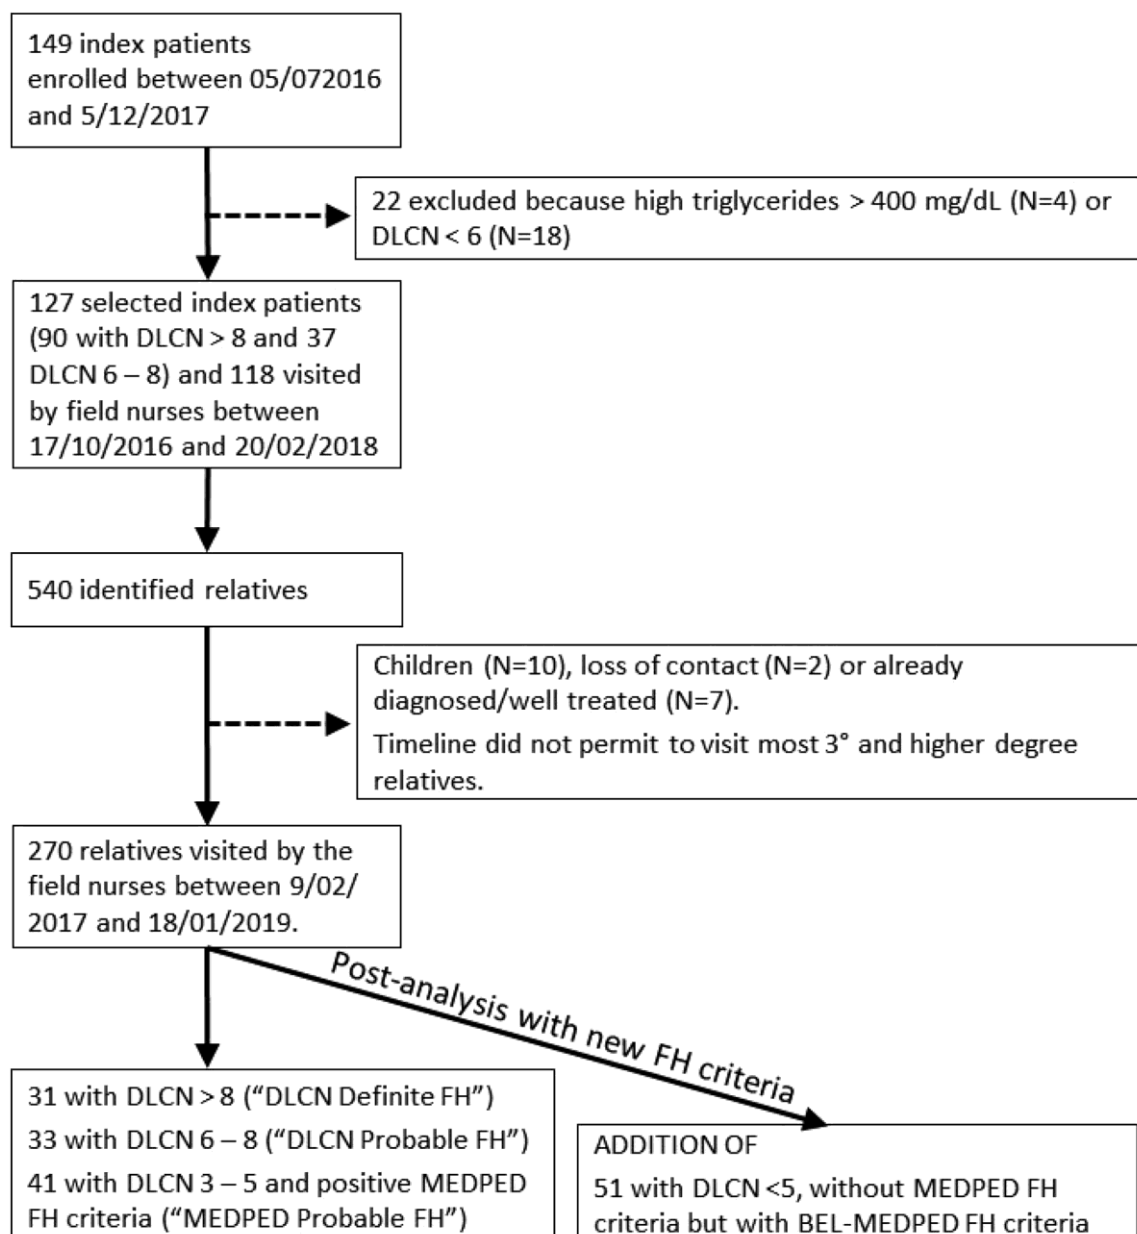 149 index patients
enrolled between 05/072016
and 5/12/2017
22 excluded because high triglycerides > 400 mg/dL (N=4) or
DLCN < 6 (N=18)
127 selected index patients
(90 with DLCN > 8 and 37
DLCN 6 – 8) and 118 visited
by field nurses between
17/10/2016 and 20/02/2018
540 identified relatives
Children (N=10), loss of contact (N=2) or already
diagnosed/well treated (N=7).
Timeline did not permit to visit most 3° and higher degree
relatives.
270 relatives visited by the
field nurses between 9/02/
2017 and 18/01/2019.
Post-analysis with new FH criteria
31 with DLCN > 8 (“DLCN Definite FH”)
33 with DLCN 6 – 8 (“DLCN Probable FH”)
41 with DLCN 3 – 5 and positive MEDPED
FH criteria (“MEDPED Probable FH”)
ADDITION OF
51 with DLCN <5, without MEDPED FH
criteria but with BEL-MEDPED FH criteria